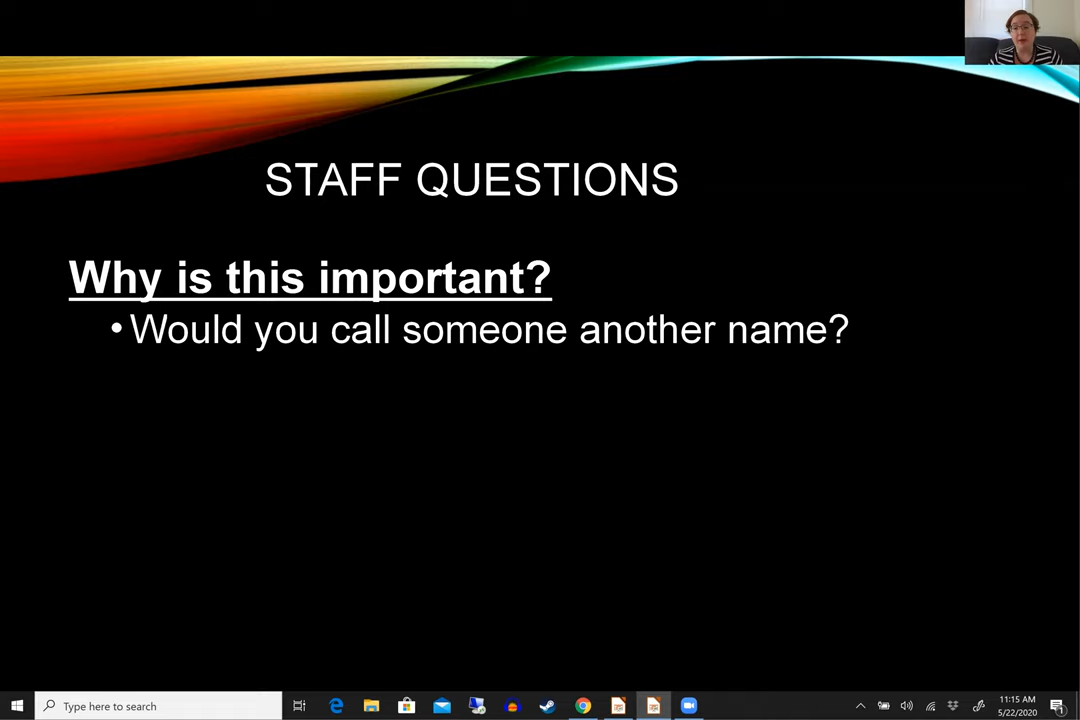 STAFF QUESTIONS
Why is this important?
•Would you call someone another name?
Type here to search
11:15 AM
5/22/2020
1